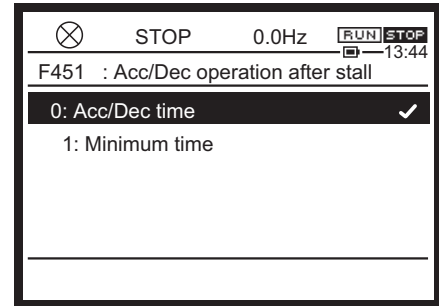 STOP 0.0Hz RUN STOP
13:44
F451 : Acc/Dec operation after stall
0: Acc/Dec time
1: Minimum time